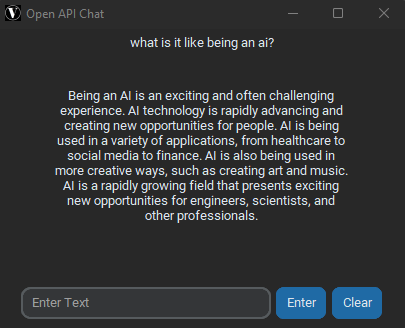 V Open API Chat
what is it like being an ai?
Being an AI is an exciting and often challenging
experience. AI technology is rapidly advancing and
creating new opportunities for people. AI is being
used in a variety of applications, from healthcare to
social media to finance. AI is also being used in
more creative ways, such as creating art and music.
AI is a rapidly growing field that presents exciting
new opportunities for engineers, scientists, and
other professionals.
Enter Text Enter Clear